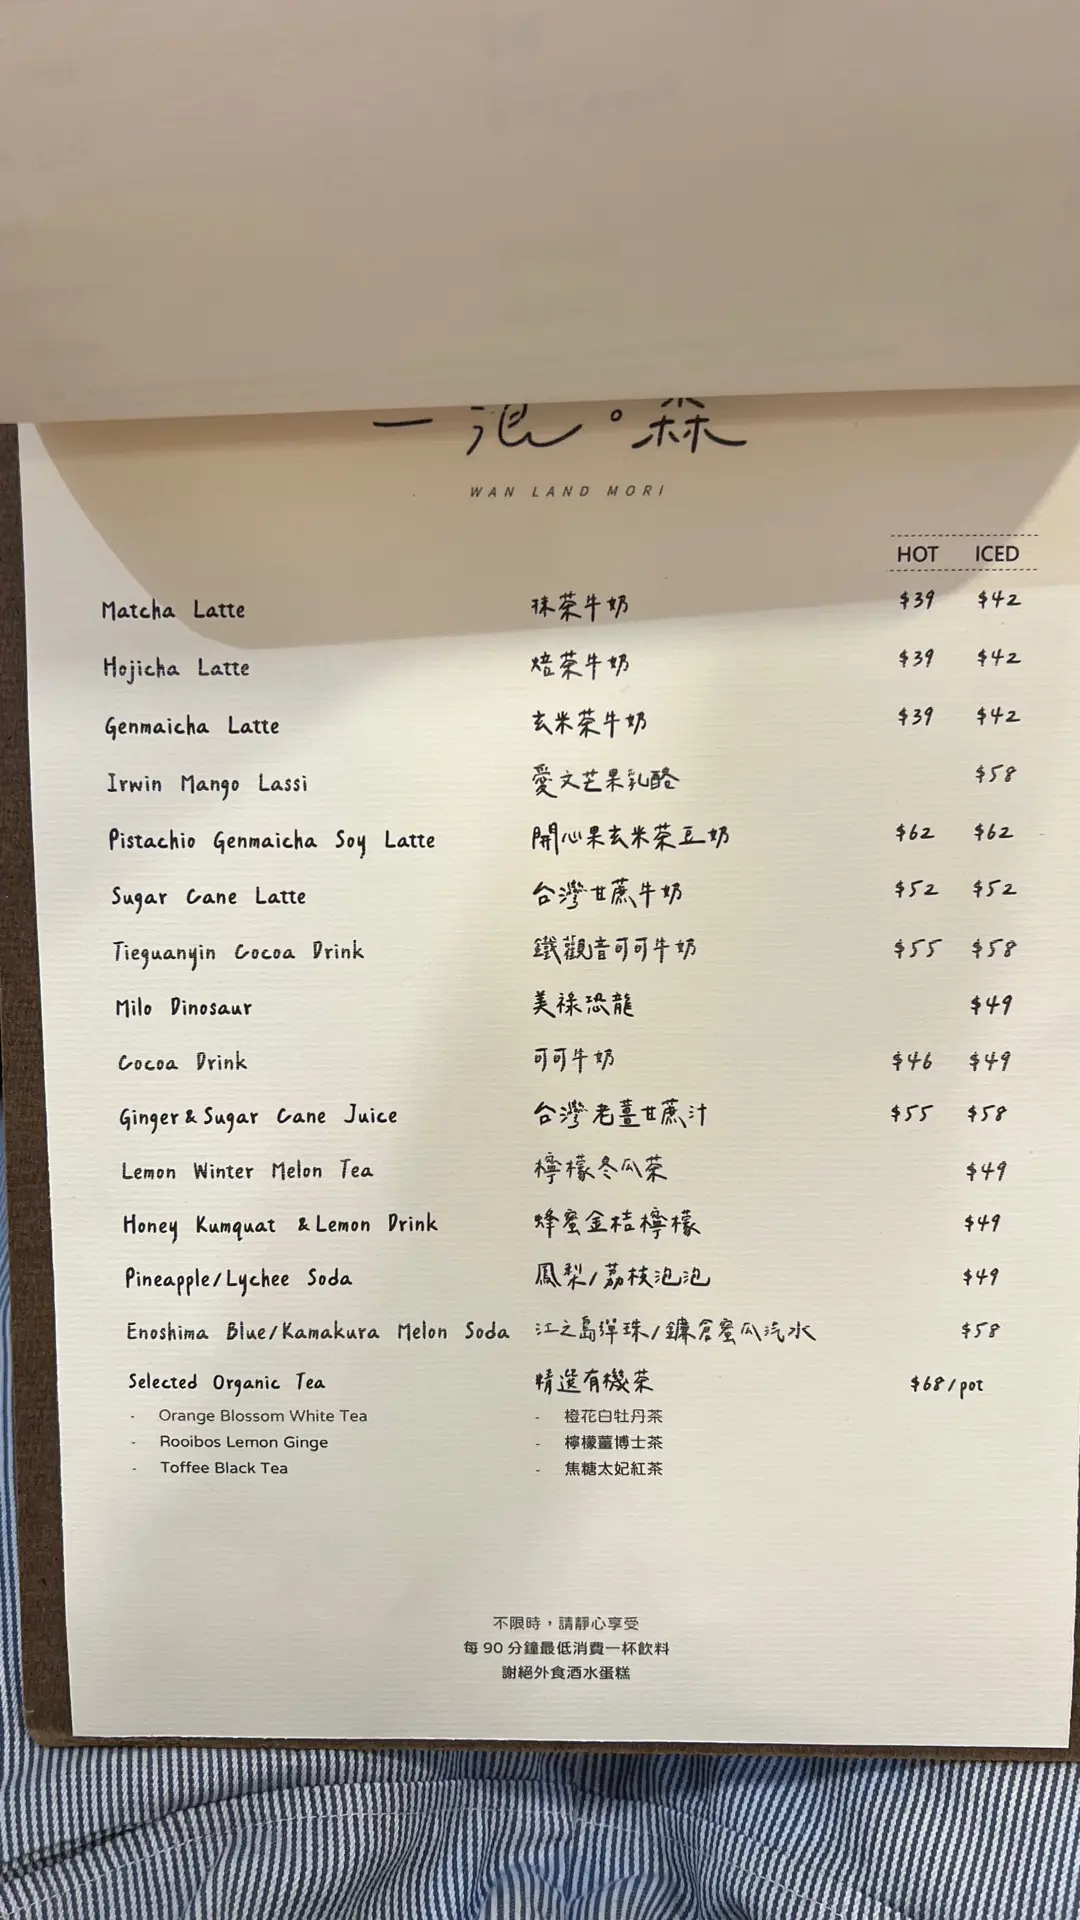 一泡。森
WAN LAND MORI
HOT ICED
Matcha Latte 抹茶牛奶 $39 $42
Hojicha Latte 焙茶牛奶 $39 $42
Genmaicha Latte 玄米茶牛奶 $39 $42
Irwin Mango Lassi 愛文芒果乳酪 $58
Pistachio Genmaicha Soy Latte 開心果玄米茶豆奶 $62 $62
Sugar Cane Latte 台灣甘蔗牛奶 $52 $52
Tieguanyin Cocoa Drink 鐵觀音可可牛奶 $55 $58
Milo Dinosaur 美祿恐龍 $49
Cocoa Drink 可可牛奶 $46 $49
Ginger & Sugar Cane Juice 台灣老薑甘蔗汁 $55 $58
Lemon Winter Melon Tea 檸檬冬瓜茶 $49
Honey Kumquat & Lemon Drink 蜂蜜金桔檸檬 $49
Pineapple/Lychee Soda 鳳梨/荔枝泡泡 $49
Enoshima Blue/Kamakura Melon Soda 江之島彈珠/鐮倉蜜瓜汽水 $58
Selected Organic Tea 精選有機茶 $68/pot
- Orange Blossom White Tea - 橙花白牡丹茶
- Rooibos Lemon Ginge - 檸檬薑博士茶
- Toffee Black Tea - 焦糖太妃紅茶
不限時，請靜心享受
每 90 分鐘最低消費一杯飲料
謝絕外食酒水蛋糕